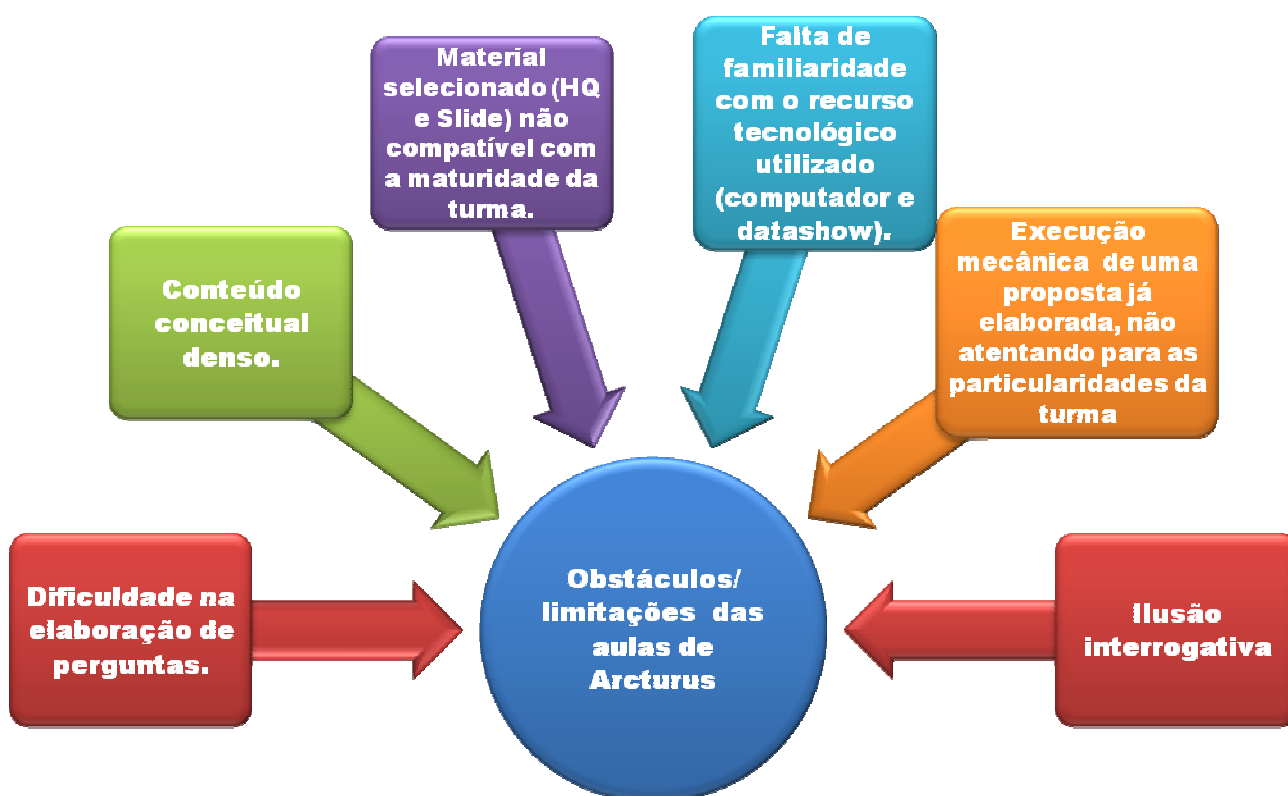 Material
selecionado (HQ
e Slide) não
compatível com
a maturidade da
turma.
Falta de
familiaridade
com o recurso
tecnológico
utilizado
(computador e
datashow).
Conteúdo
conceitual
denso.
Execução
mecânica de uma
proposta já
elaborada, não
atentando para as
particularidades da
turma
Dificuldade na
elaboração de
perguntas.
Obstáculos/
limitações das
aulas de
Arcturus
Ilusão
interrogativa